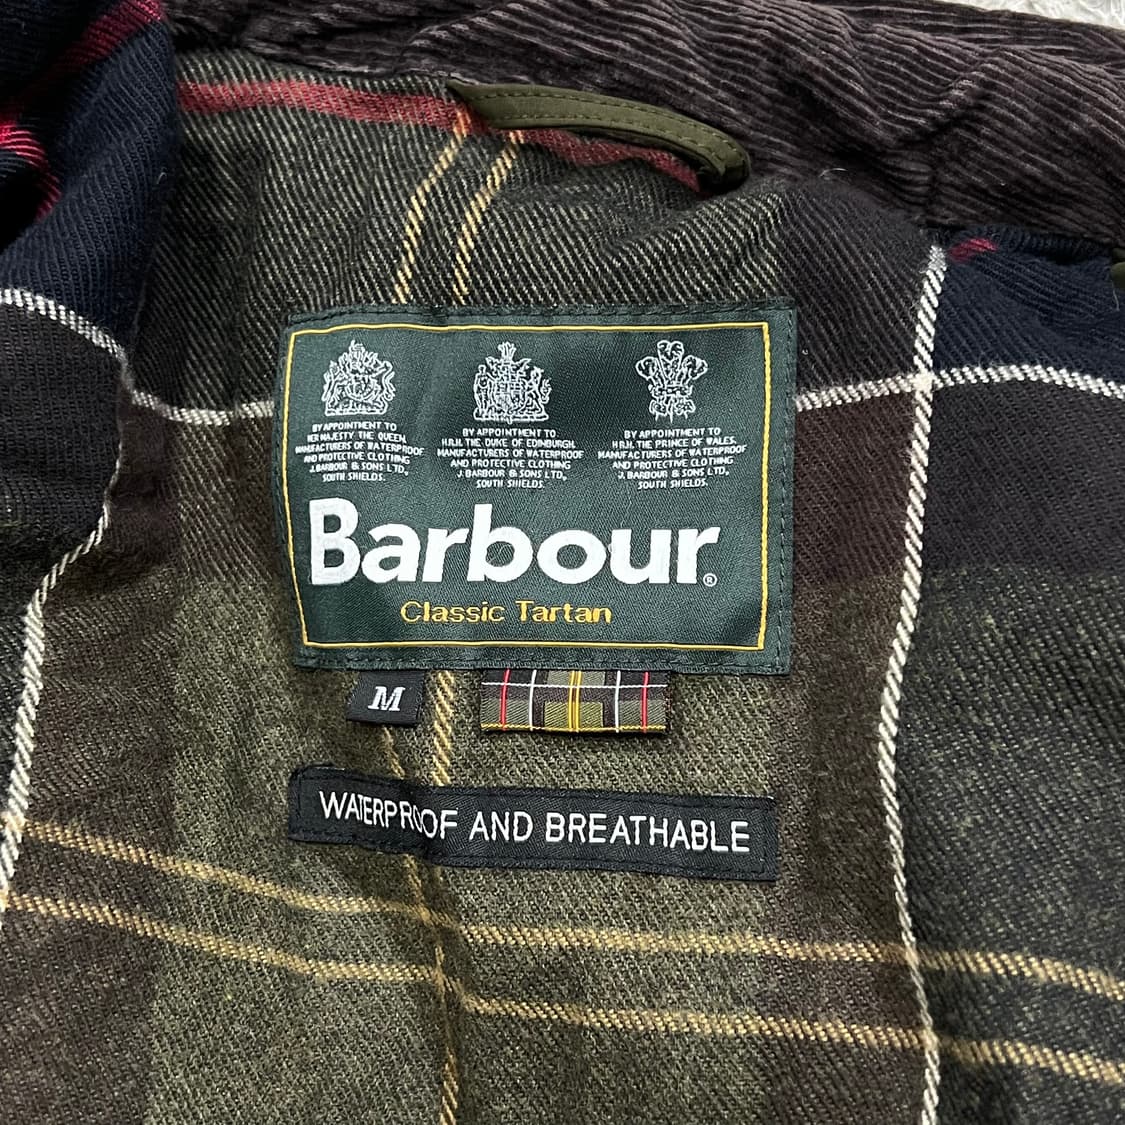 BY APPOINTMENT TO
HER MAJESTY THE QUEEN,
MANUFACTURERS OF WATERPROOF
AND PROTECTIVE CLOTHING
J. BARBOUR & SONS LTD.,
SOUTH SHIELDS.
BY APPOINTMENT TO
H.R.H. THE DUKE OF EDINBURGH,
MANUFACTURERS OF WATERPROOF
AND PROTECTIVE CLOTHING
J. BARBOUR & SONS LTD.,
SOUTH SHIELDS.
BY APPOINTMENT TO
H.R.H. THE PRINCE OF WALES,
MANUFACTURERS OF WATERPROOF
AND PROTECTIVE CLOTHING
J. BARBOUR & SONS LTD.,
SOUTH SHIELDS.
Barbour®
Classic Tartan
M
WATERPROOF AND BREATHABLE